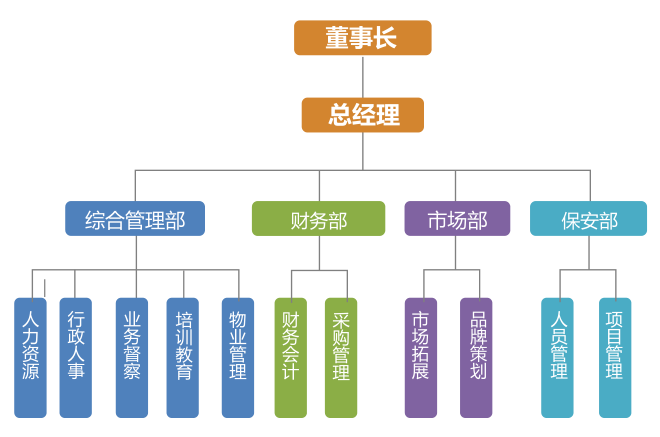 董事长
总经理
综合管理部
财务部
市场部
保安部
人力资源
行政人事
业务督察
培训教育
物业管理
财务会计
采购管理
市场拓展
品牌策划
人员管理
项目管理